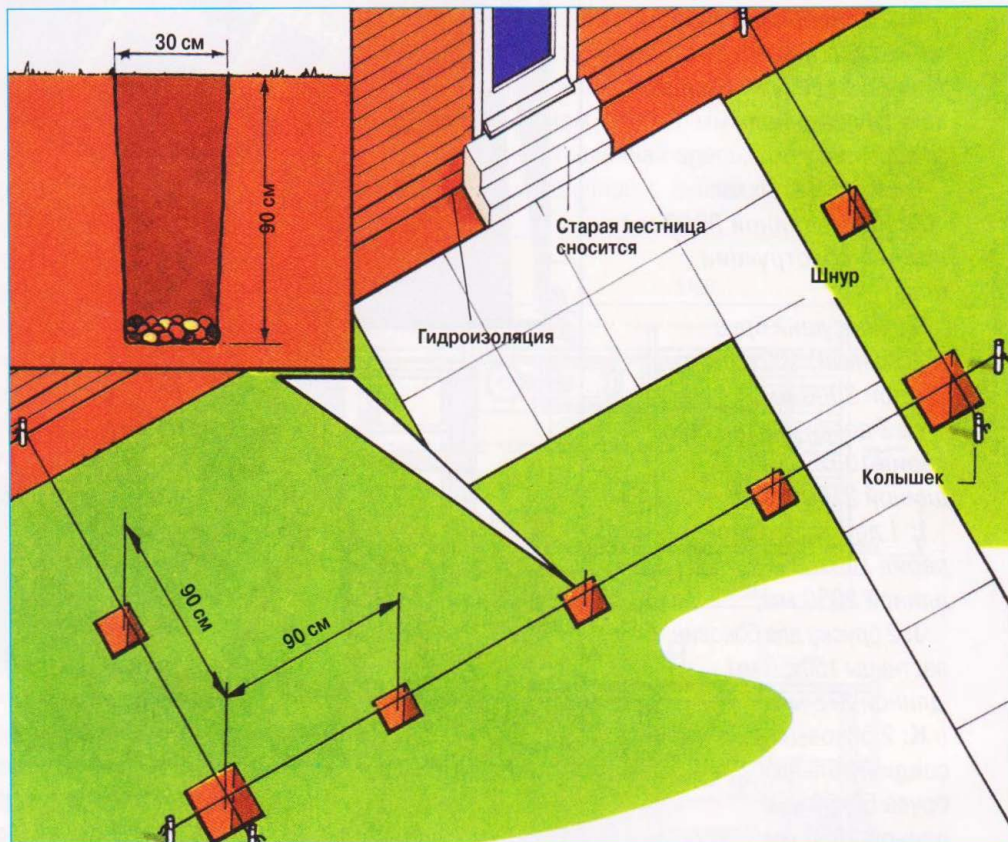 30 см
90 см
Старая лестница
сносится
Шнур
Гидроизоляция
Колышек
90 см
90 см